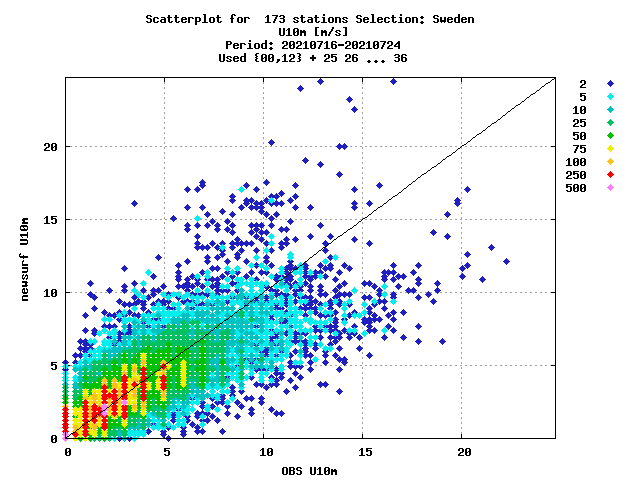 Scatterplot for  173 stations Selection: Sweden
U10m [m/s]
Period: 20210716-20210724
Used {00,12} + 25 26 ... 36
2
5
10
25
50
75
100
250
500
20
15
10
5
0
newsurf U10m
0 5 10 15 20
OBS U10m